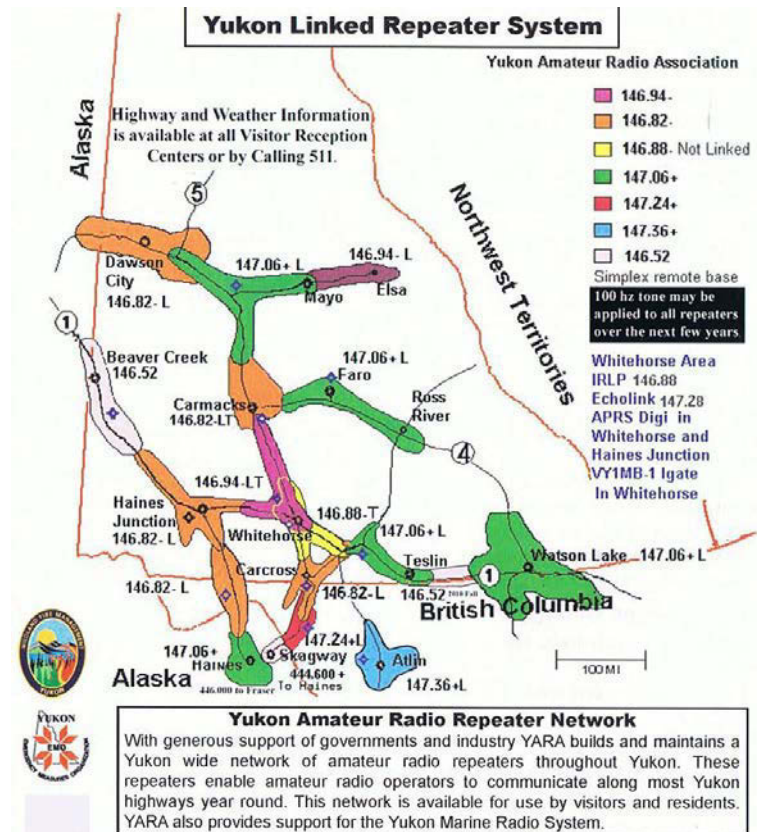 Yukon Linked Repeater System
Yukon Amateur Radio Association
146.94-
146.82-
146.88- Not Linked
147.06+
147.24+
147.36+
146.52
Simplex remote base
100 hz tone may be
applied to all repeaters
over the next few years
Whitehorse Area
IRLP 146.88
Echolink 147.28
APRS Digi in
Whitehorse and
Haines Junction
VY1MB-1 Igate
In Whitehorse
Alaska
Highway and Weather Information
is available at all Visitor Reception
Centers or by Calling 511.
Northwest Territories
5
Dawson
City
146.82- L
147.06+ L
Mayo
146.94- L
Elsa
1
Beaver Creek
146.52
Carmacks
146.82-LT
147.06+ L
Faro
Ross
River
4
146.94-LT
Haines
Junction
146.82- L
Whitehorse
146.88-T
147.06+L
Teslin
Watson Lake 147.06+L
Carcross
146.82- L
146.82-L
146.52
1
British Columbia
147.06+
Haines
147.24+L
Skagway
444.600 +
To Haines
446.000 to Fraser
Atlin
147.36+L
Alaska
100 MI
YUKON
YUKON
EMO
Yukon Amateur Radio Repeater Network
With generous support of governments and industry YARA builds and maintains a
Yukon wide network of amateur radio repeaters throughout Yukon. These
repeaters enable amateur radio operators to communicate along most Yukon
highways year round. This network is available for use by visitors and residents.
YARA also provides support for the Yukon Marine Radio System.